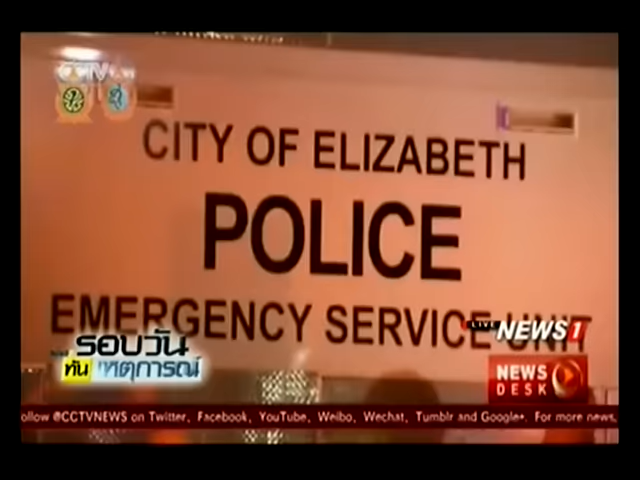 CCTV
CITY OF ELIZABETH
POLICE
EMERGENCY SERVICE UNIT
LIVE NEWS1
รอบวัน
ทัน เหตุการณ์
NEWS
DESK
ollow @CCTVNEWS on Twitter, Facebook, YouTube, Weibo, Wechat, Tumblr and Google+. For more news,